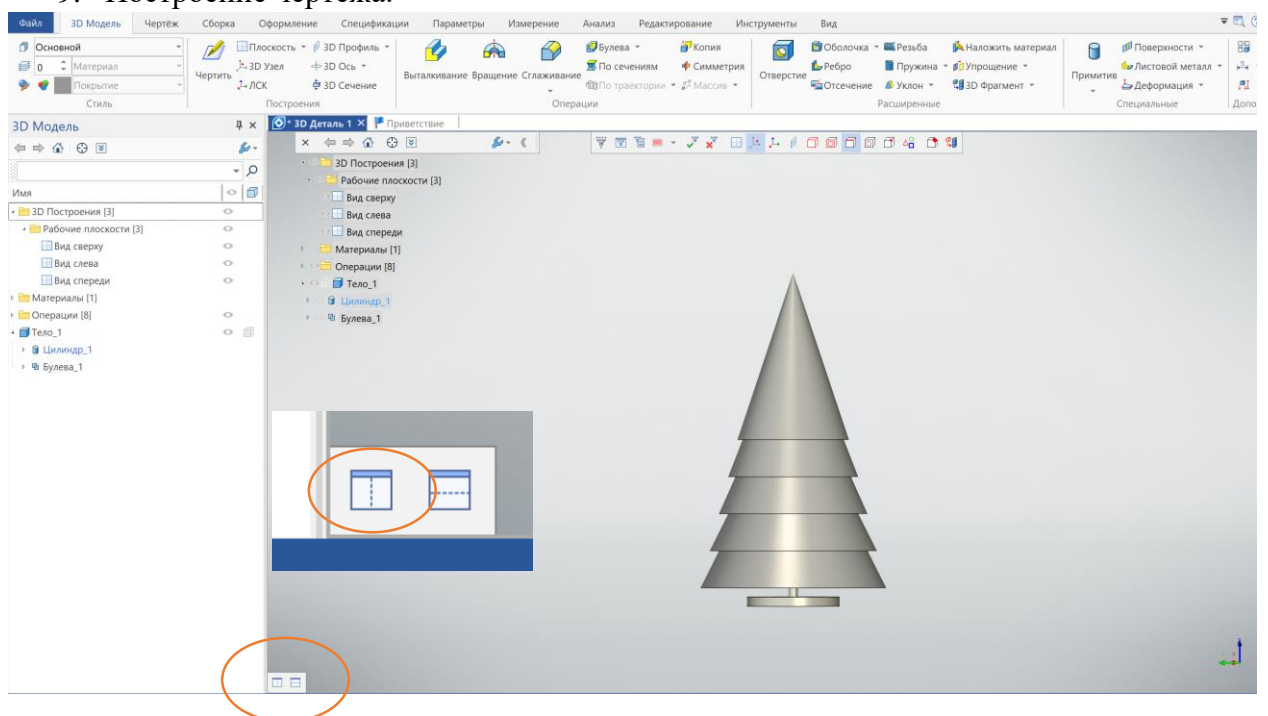 9. Построение чертежа.
Файл 3D Модель Чертёж Сборка Оформление Спецификации Параметры Измерение Анализ Редактирование Инструменты Вид
Основной
0 Материал
Покрытие
Стиль
Чертить
Плоскость 3D Профиль
3D Узел 3D Ось
ЛСК 3D Сечение
Построения
Выталкивание Вращение Сглаживание
Булева Копия
По сечениям Симметрия
По траектории Массив
Операции
Отверстие
Оболочка Резьба Наложить материал
Ребро Пружина Упрощение
Отсечение Уклон 3D Фрагмент
Расширенные
Примитив
Поверхности
Листовой металл
Деформация
Специальные
Допо
3D Модель
Имя
3D Построения [3]
Рабочие плоскости [3]
Вид сверху
Вид слева
Вид спереди
Материалы [1]
Операции [8]
Тело_1
Цилиндр_1
Булева_1
3D Деталь 1 Приветствие
3D Построения [3]
Рабочие плоскости [3]
Вид сверху
Вид слева
Вид спереди
Материалы [1]
Операции [8]
Тело_1
Цилиндр_1
Булева_1